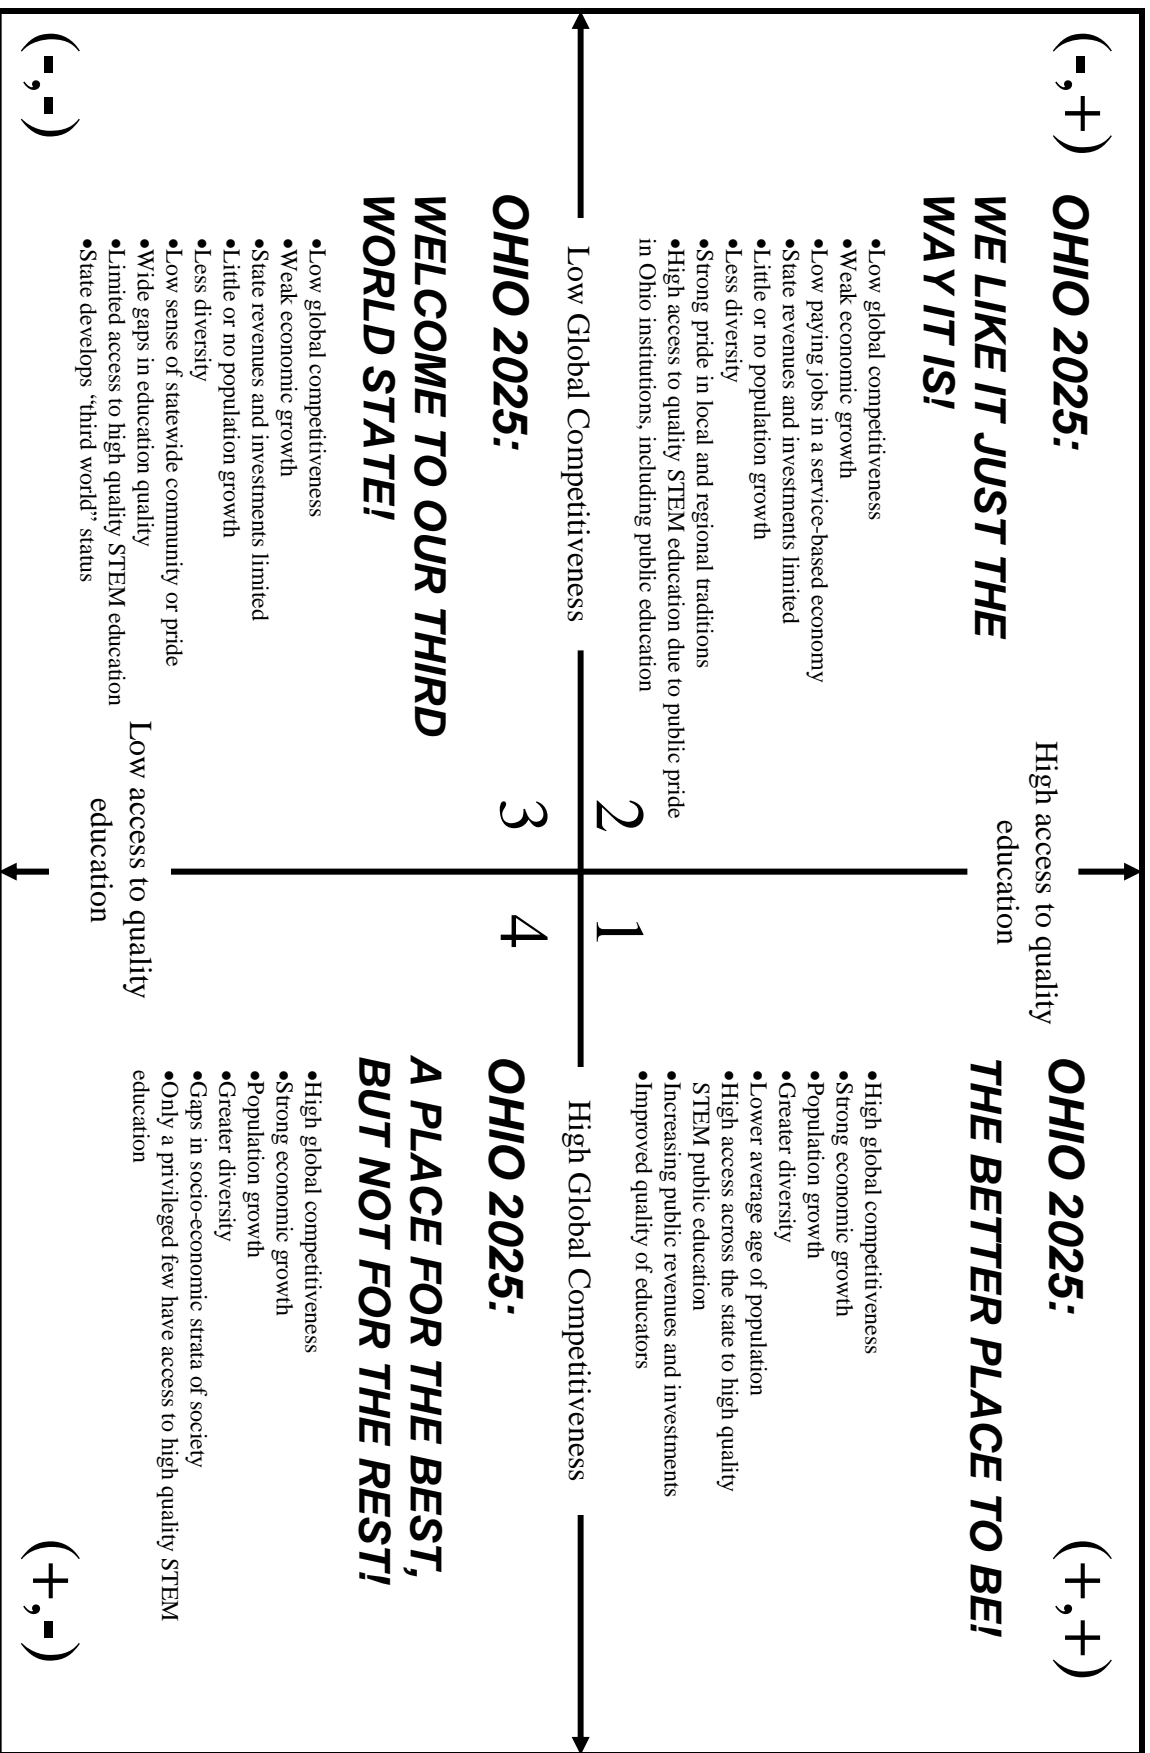 (-,+)
OHIO 2025:
WE LIKE IT JUST THE
WAY IT IS!
•Low global competitiveness
•Weak economic growth
•Low paying jobs in a service-based economy
•State revenues and investments limited
•Little or no population growth
•Less diversity
•Strong pride in local and regional traditions
•High access to quality STEM education due to public pride
in Ohio institutions, including public education
High access to quality
education
OHIO 2025:
THE BETTER PLACE TO BE!
(+,+)
•High global competitiveness
•Strong economic growth
•Population growth
•Greater diversity
•Lower average age of population
•High access across the state to high quality
STEM public education
•Increasing public revenues and investments
•Improved quality of educators
2
1
Low Global Competitiveness
High Global Competitiveness
3
4
OHIO 2025:
WELCOME TO OUR THIRD
WORLD STATE!
•Low global competitiveness
•Weak economic growth
•State revenues and investments limited
•Little or no population growth
•Less diversity
•Low sense of statewide community or pride
•Wide gaps in education quality
•Limited access to high quality STEM education
•State develops “third world” status
(-,-)
Low access to quality
education
OHIO 2025:
A PLACE FOR THE BEST,
BUT NOT FOR THE REST!
•High global competitiveness
•Strong economic growth
•Population growth
•Greater diversity
•Gaps in socio-economic strata of society
•Only a privileged few have access to high quality STEM
education
(+,-)